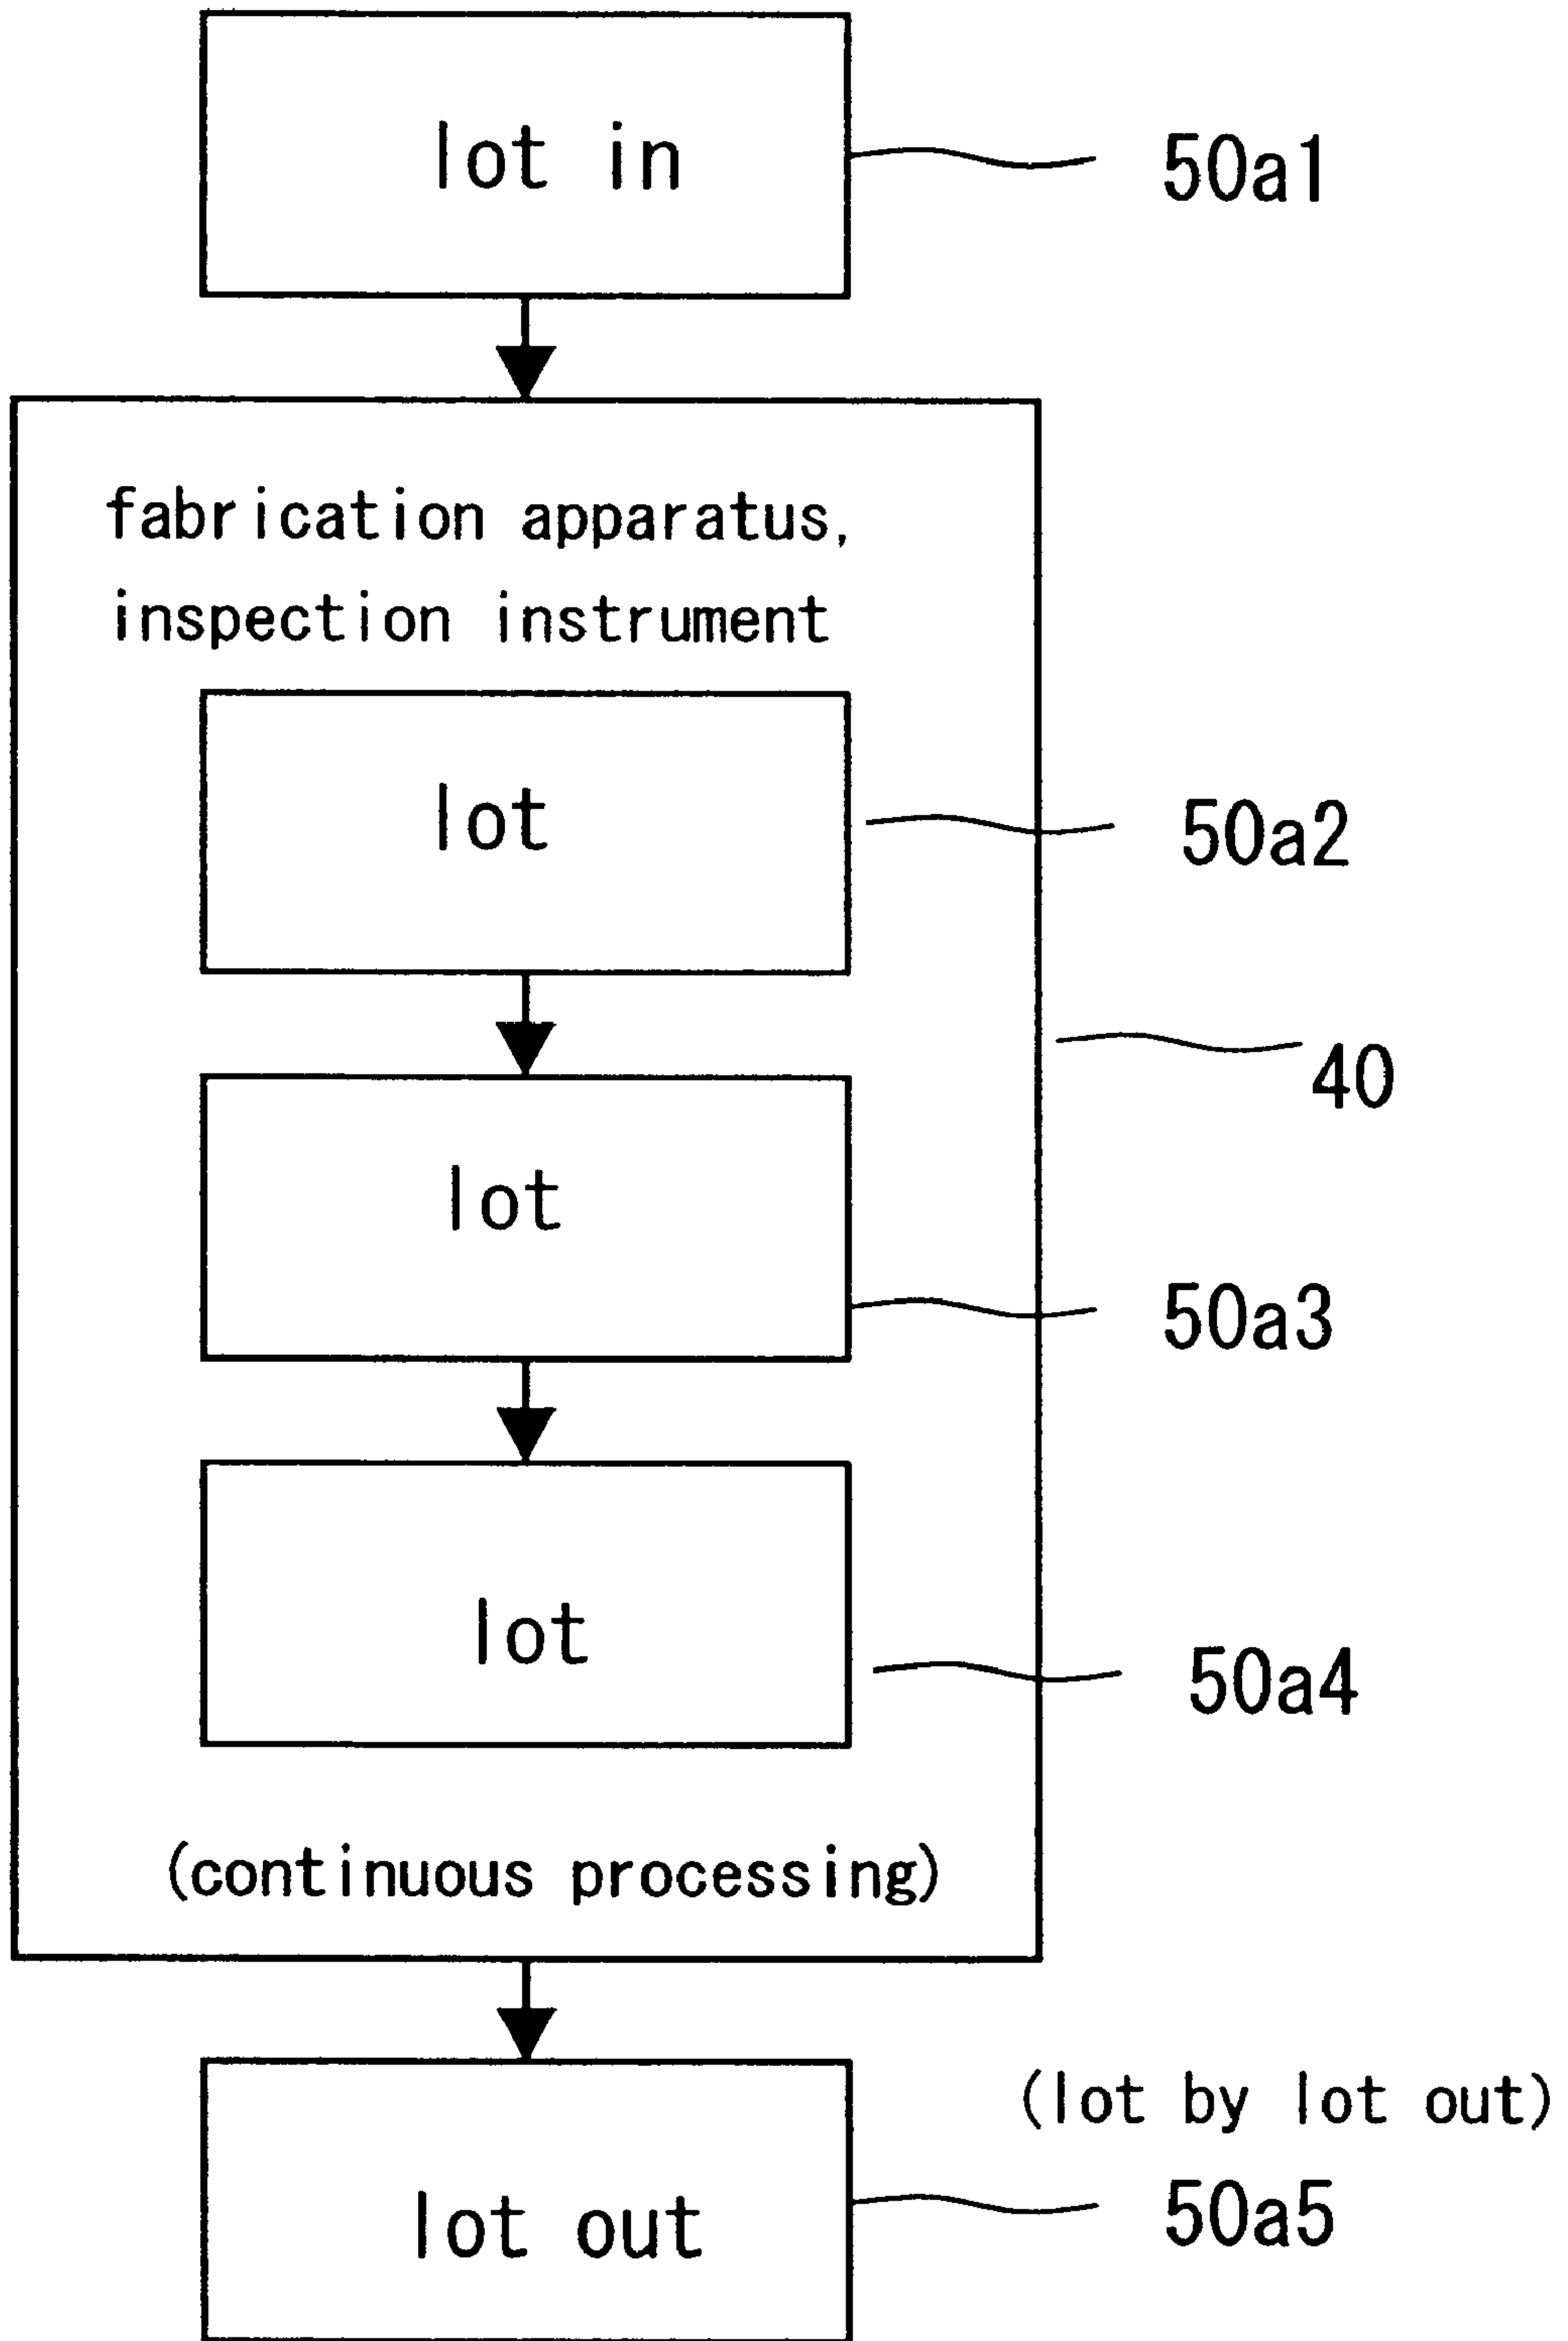 lot in
50a1
fabrication apparatus,
inspection instrument
lot
50a2
40
lot
50a3
lot
50a4
(continuous processing)
(lot by lot out)
lot out
50a5